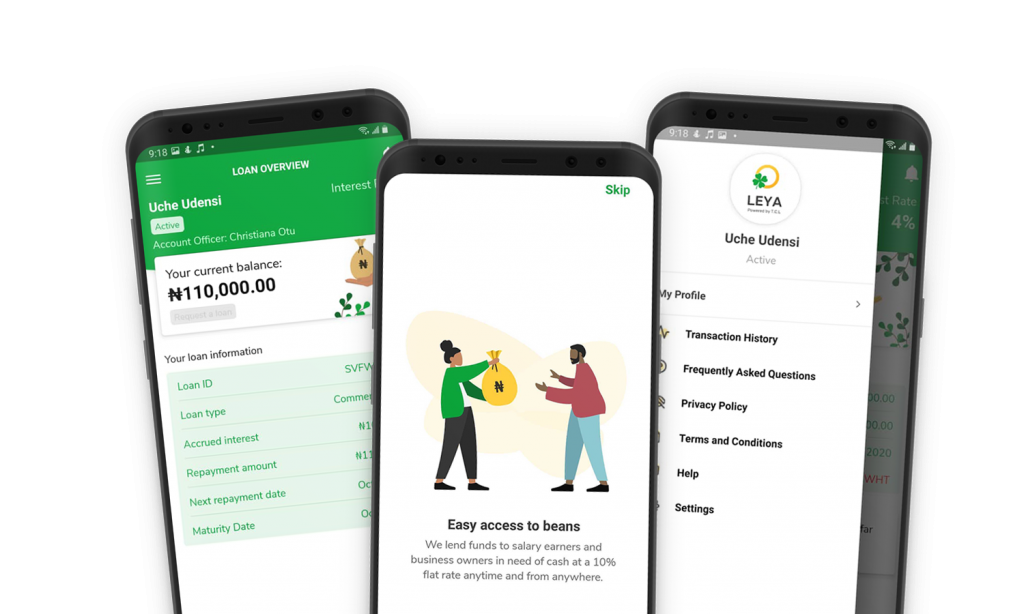 9:18
LOAN OVERVIEW
Uche Udensi
Interest
Active
Account Officer: Christiana Otu
Your current balance:
₦110,000.00
Request a loan
₦
Your loan information
Loan ID
SVFW
Loan type
Comme
Accrued interest
₦1
Repayment amount
₦11
Next repayment date
Oc
Maturity Date
Skip
₦
Easy access to beans
We lend funds to salary earners and
business owners in need of cash at a 10%
flat rate anytime and from anywhere.
9:18
LEYA
Powered by T.E.S
Uche Udensi
Active
My Profile
Transaction History
Frequently Asked Questions
Privacy Policy
Terms and Conditions
Help
Settings
st Rate
4%
00.00
00.00
2020
WHT
far